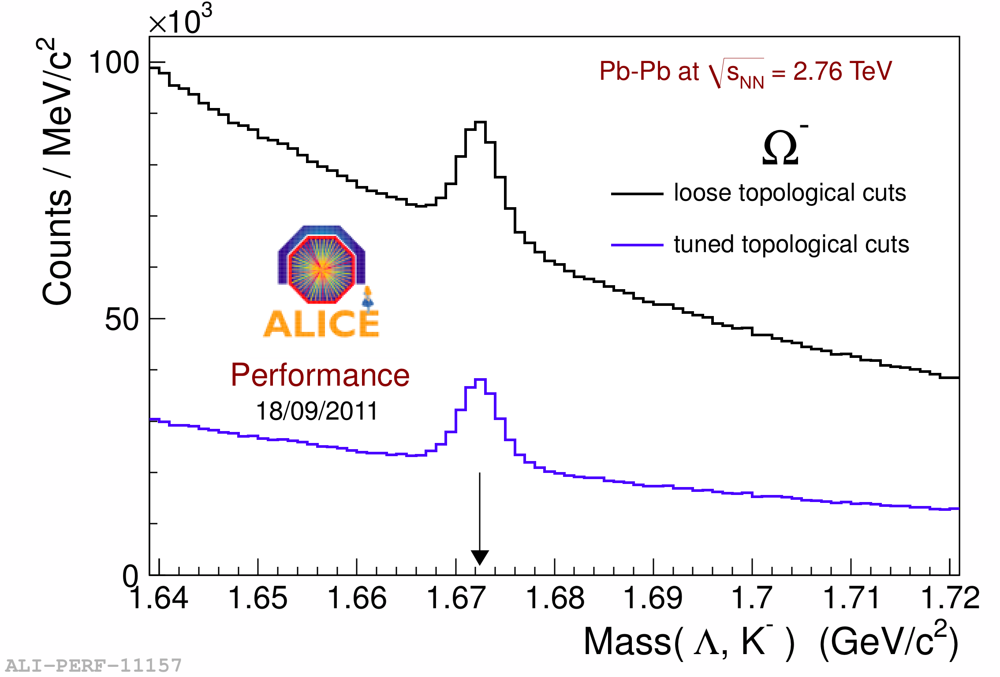 ×10³
Counts / MeV/c²
100
50
0
Pb-Pb at √sNN = 2.76 TeV
Ω⁻
loose topological cuts
tuned topological cuts
ALICE
Performance
18/09/2011
1.64 1.65 1.66 1.67 1.68 1.69 1.7 1.71 1.72
Mass( Λ, K⁻ ) (GeV/c²)
ALI-PERF-11157